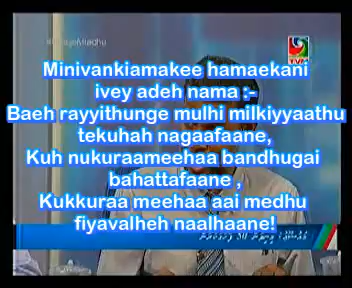 TVM
Minivankiamakee hamaekani
ivey adeh nama :-
Baeh rayyithunge mulhi milkiyyaathu
tekuhah nagaafaane,
Kuh nukuraameehaa bandhugai
bahattafaane ,
Kukkuraa meehaa aai medhu
fiyavalheh naalhaane!